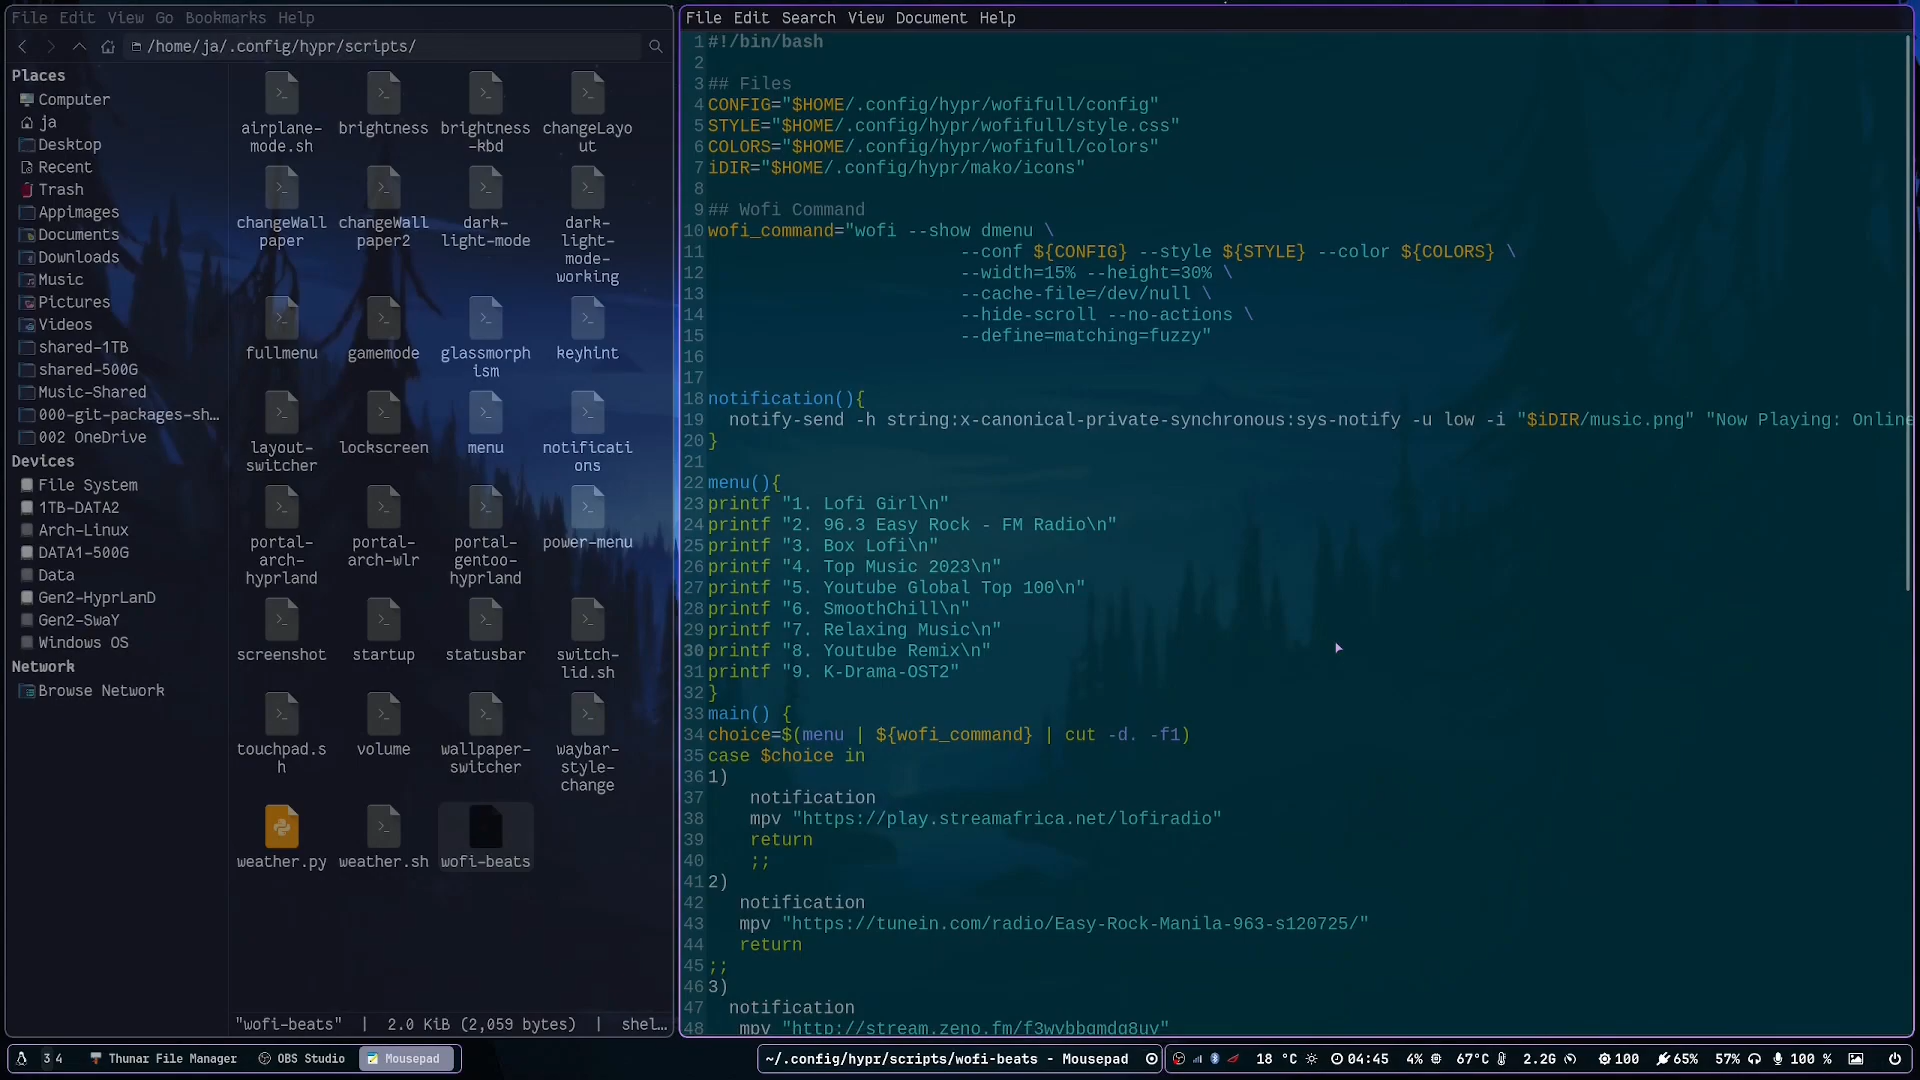 File Edit View Go Bookmarks Help
/home/ja/.config/hypr/scripts/
Places
Computer
ja
Desktop
Recent
Trash
Appimages
Documents
Downloads
Music
Pictures
Videos
shared-1TB
shared-500G
Music-Shared
000-git-packages-sh...
002 OneDrive
Devices
File System
1TB-DATA2
Arch-Linux
DATA1-500G
Data
Gen2-HyprLanD
Gen2-SwaY
Windows OS
Network
Browse Network
airplane-
mode.sh
brightness
brightness
-kbd
changeLayo
ut
changeWall
paper
changeWall
paper2
dark-
light-mode
dark-
light-
mode-
working
fullmenu
gamemode
glassmorph
ism
keyhint
layout-
switcher
lockscreen
menu
notificati
ons
portal-
arch-
hyprland
portal-
arch-wlr
portal-
gentoo-
hyprland
power-menu
screenshot
startup
statusbar
switch-
lid.sh
touchpad.s
h
volume
wallpaper-
switcher
waybar-
style-
change
weather.py
weather.sh
wofi-beats
"wofi-beats" | 2.0 KiB (2,059 bytes) | shel...
File Edit Search View Document Help
1 #!/bin/bash
2
3 ## Files
4 CONFIG="$HOME/.config/hypr/wofifull/config"
5 STYLE="$HOME/.config/hypr/wofifull/style.css"
6 COLORS="$HOME/.config/hypr/wofifull/colors"
7 iDIR="$HOME/.config/hypr/mako/icons"
8
9 ## Wofi Command
10 wofi_command="wofi --show dmenu \
11 --conf ${CONFIG} --style ${STYLE} --color ${COLORS} \
12 --width=15% --height=30% \
13 --cache-file=/dev/null \
14 --hide-scroll --no-actions \
15 --define=matching=fuzzy"
16
17
18 notification(){
19 notify-send -h string:x-canonical-private-synchronous:sys-notify -u low -i "$iDIR/music.png" "Now Playing: Online
20 }
21
22 menu(){
23 printf "1. Lofi Girl\n"
24 printf "2. 96.3 Easy Rock - FM Radio\n"
25 printf "3. Box Lofi\n"
26 printf "4. Top Music 2023\n"
27 printf "5. Youtube Global Top 100\n"
28 printf "6. SmoothChill\n"
29 printf "7. Relaxing Music\n"
30 printf "8. Youtube Remix\n"
31 printf "9. K-Drama-OST2"
32 }
33 main() {
34 choice=$(menu | ${wofi_command} | cut -d. -f1)
35 case $choice in
36 1)
37 notification
38 mpv "https://play.streamafrica.net/lofiradio"
39 return
40 ;;
41 2)
42 notification
43 mpv "https://tunein.com/radio/Easy-Rock-Manila-963-s120725/"
44 return
45 ;;
46 3)
47 notification
48 mpv "http://stream.zeno.fm/f3wvbbqmdg8uv"
3 4 Thunar File Manager OBS Studio Mousepad
~/.config/hypr/scripts/wofi-beats - Mousepad
18 °C 04:45 4% 67°C 2.2G 100 65% 57% 100 %